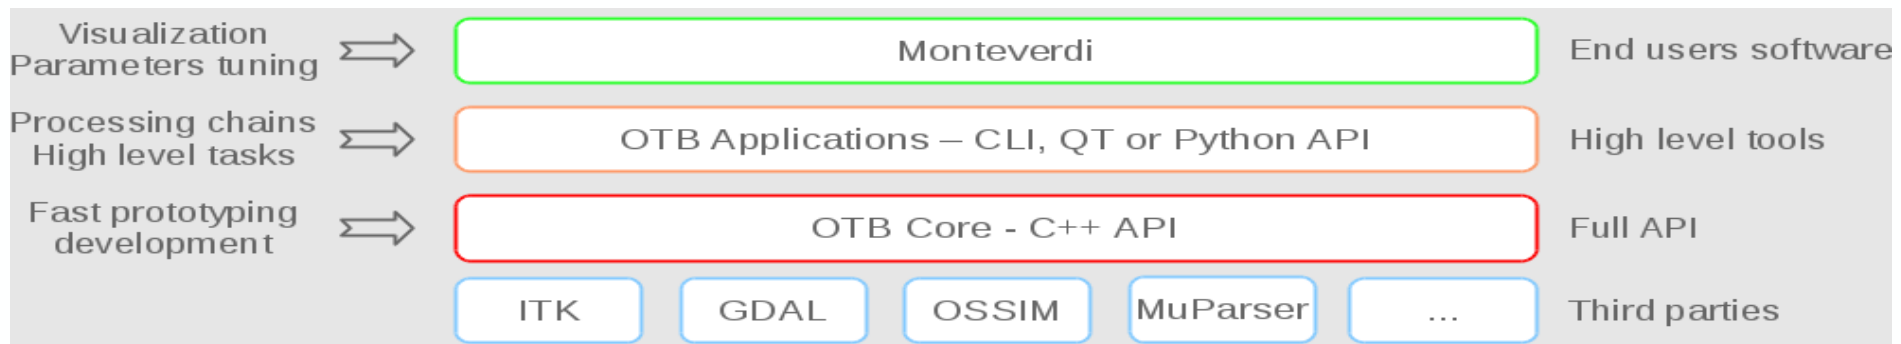 Visualization
Parameters tuning
Monteverdi
End users software
Processing chains
High level tasks
OTB Applications – CLI, QT or Python API
High level tools
Fast prototyping
development
OTB Core - C++ API
Full API
ITK
GDAL
OSSIM
MuParser
...
Third parties